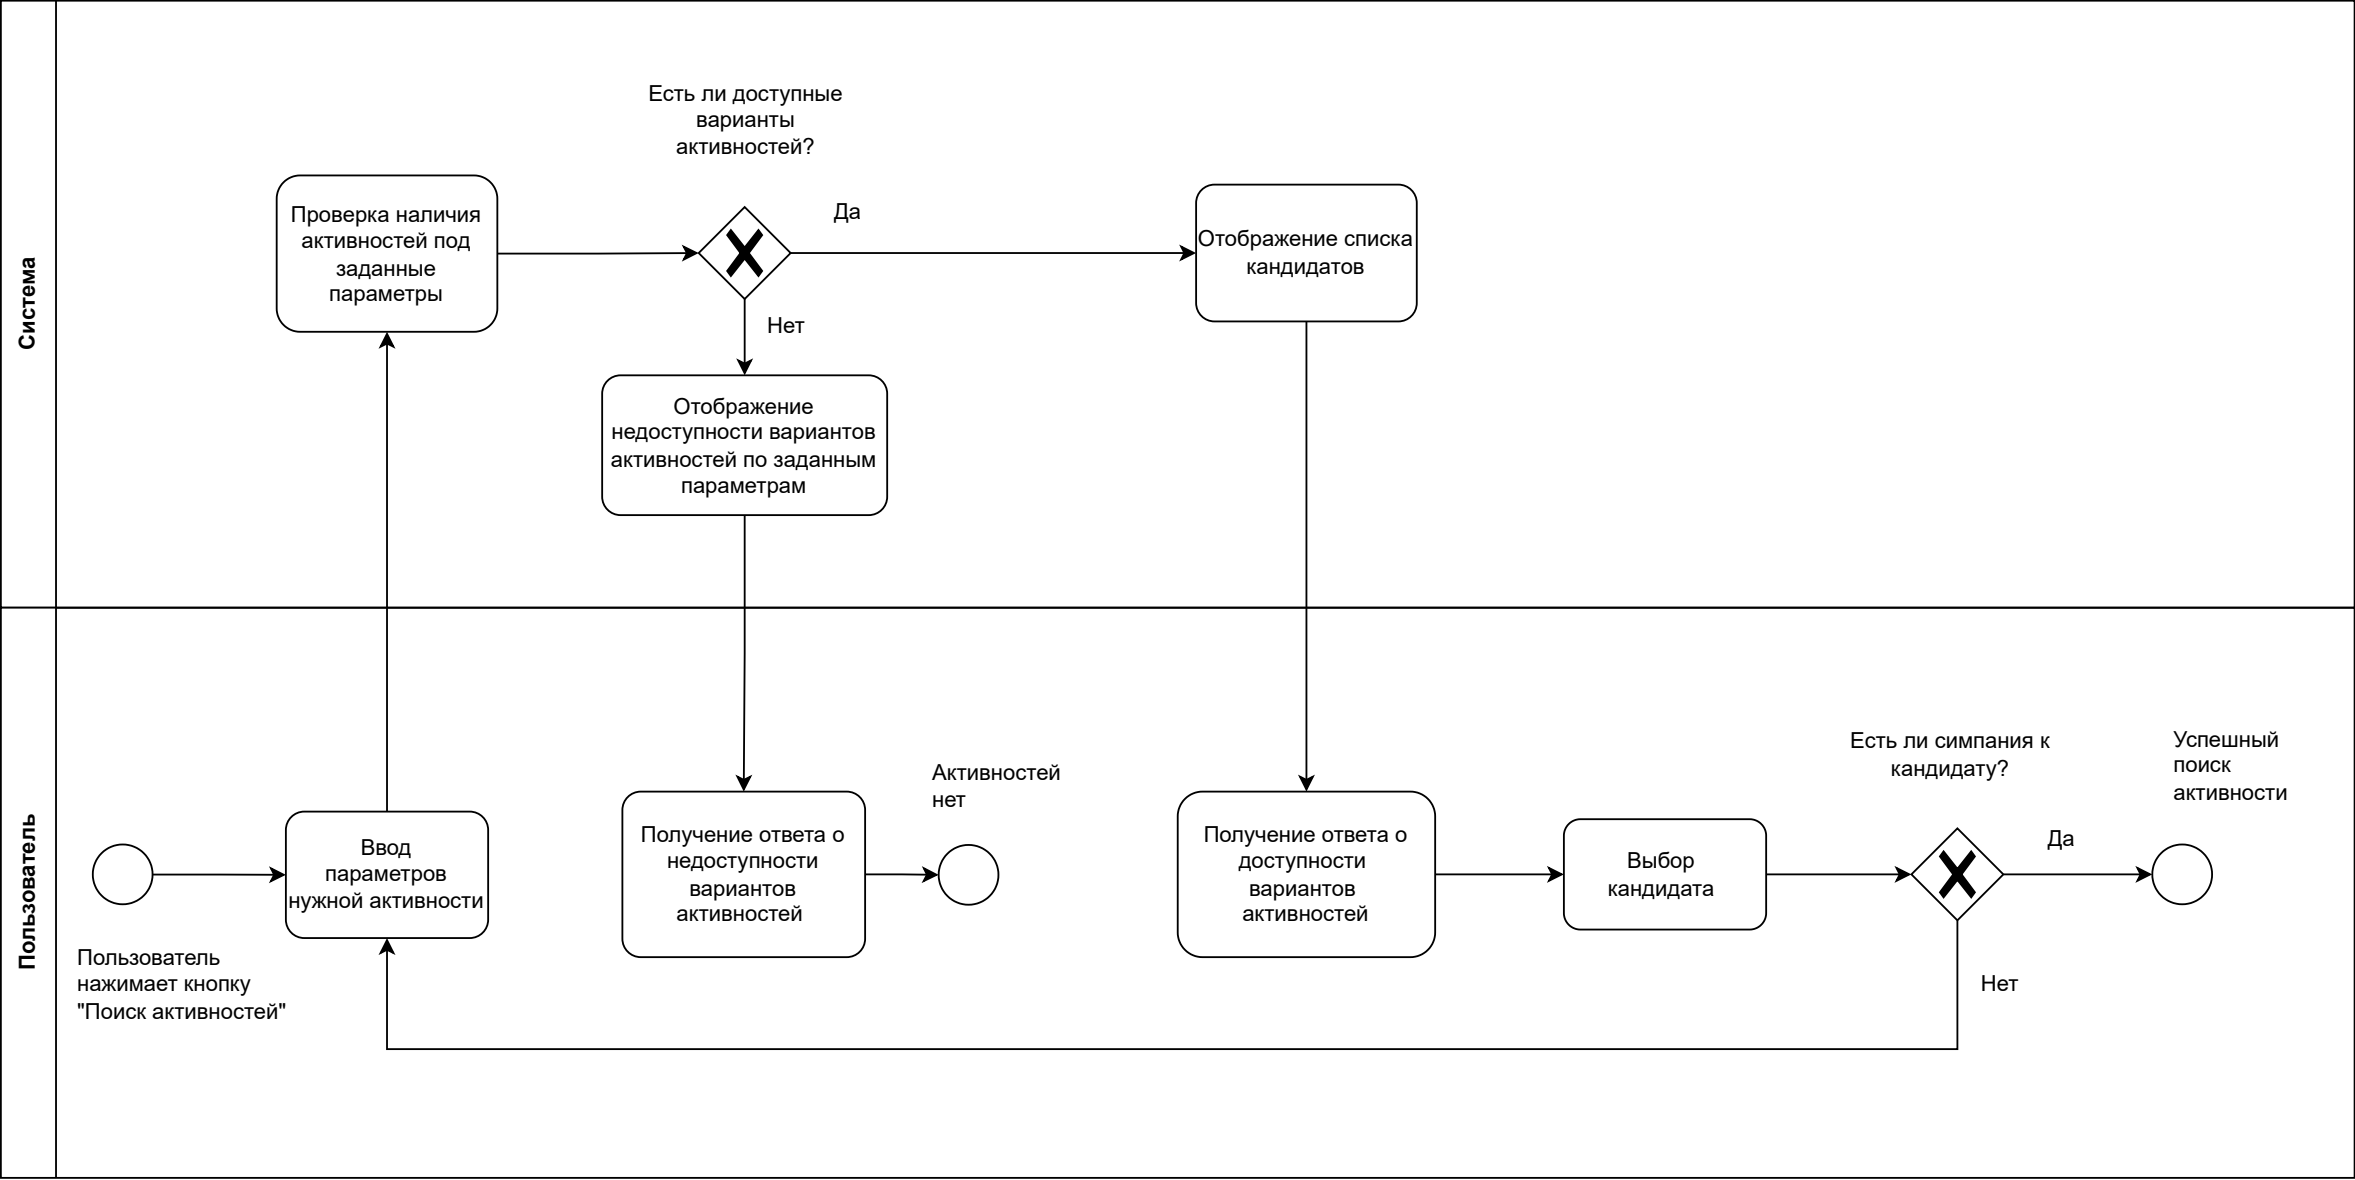 Система
Есть ли доступные
варианты
активностей?
Проверка наличия
активностей под
заданные
параметры
Да
Отображение списка
кандидатов
Нет
Отображение
недоступности вариантов
активностей по заданным
параметрам
Пользователь
Пользователь
нажимает кнопку
"Поиск активностей"
Ввод
параметров
нужной активности
Получение ответа о
недоступности
вариантов
активностей
Активностей
нет
Получение ответа о
доступности
вариантов
активностей
Выбор
кандидата
Есть ли симпания к
кандидату?
Да
Нет
Успешный
поиск
активности